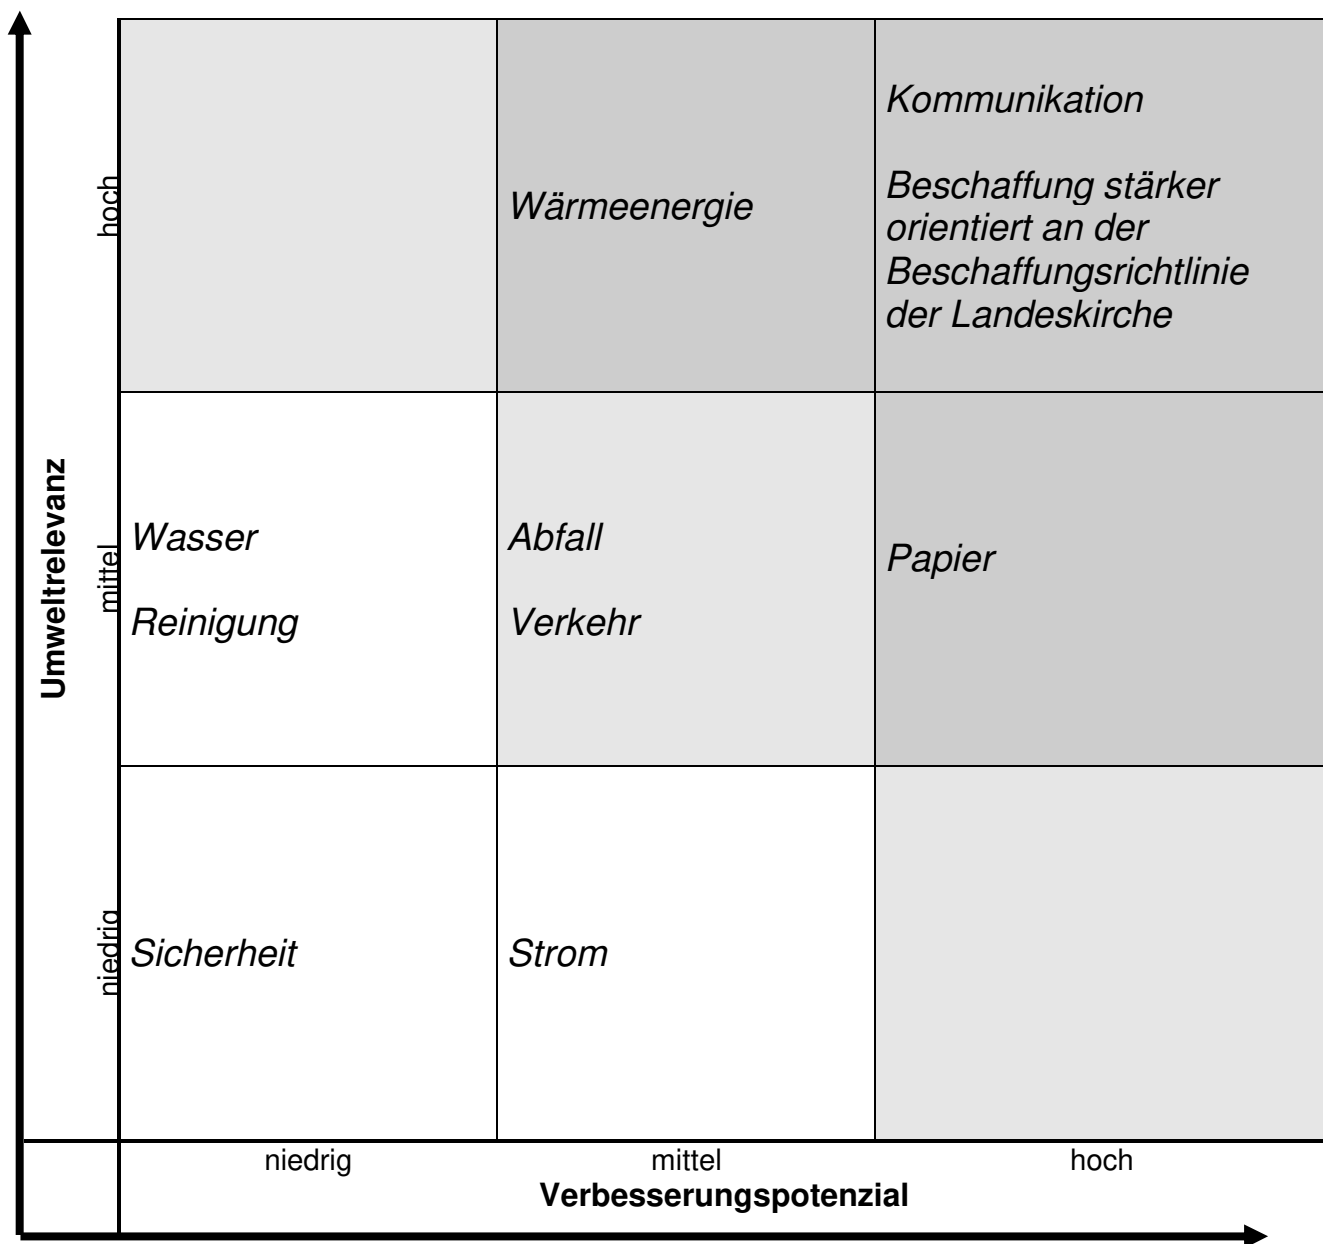 Umweltrelevanz
hoch
Wärmeenergie
Kommunikation
Beschaffung stärker
orientiert an der
Beschaffungsrichtlinie
der Landeskirche
mittel
Wasser
Reinigung
Abfall
Verkehr
Papier
niedrig
Sicherheit
Strom
niedrig
mittel
hoch
Verbesserungspotenzial